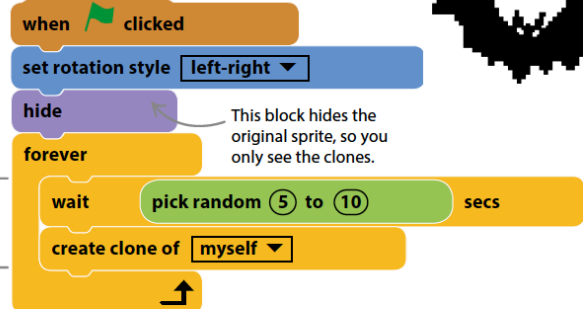 when clicked
set rotation style left-right
hide
This block hides the
original sprite, so you
only see the clones.
forever
wait pick random 5 to 10 secs
create clone of myself